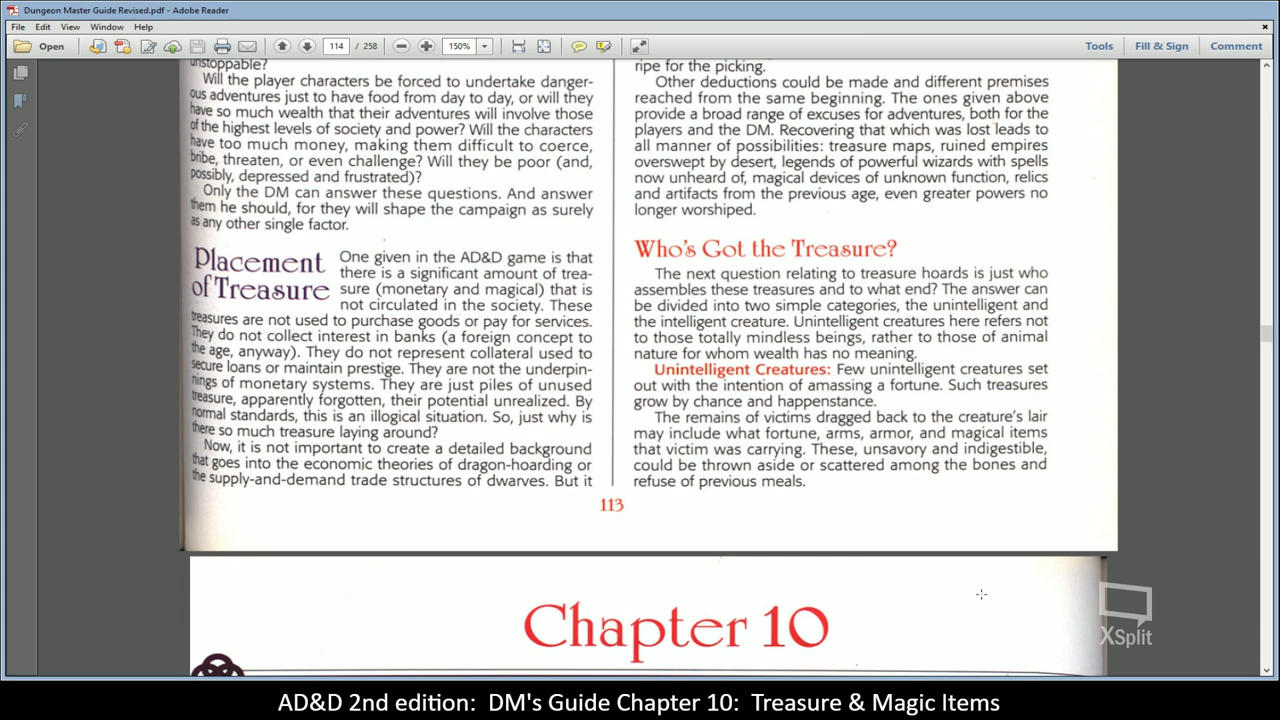 Dungeon Master Guide Revised.pdf - Adobe Reader
File Edit View Window Help
Open 114 / 258 150% Tools Fill & Sign Comment
unstoppable?
Will the player characters be forced to undertake danger-
ous adventures just to have food from day to day, or will they
have so much wealth that their adventures will involve those
of the highest levels of society and power? Will the characters
have too much money, making them difficult to coerce,
bribe, threaten, or even challenge? Will they be poor (and,
possibly, depressed and frustrated)?
Only the DM can answer these questions. And answer
them he should, for they will shape the campaign as surely
as any other single factor.
Placement
of Treasure
One given in the AD&D game is that
there is a significant amount of trea-
sure (monetary and magical) that is
not circulated in the society. These
treasures are not used to purchase goods or pay for services.
They do not collect interest in banks (a foreign concept to
the age, anyway). They do not represent collateral used to
secure loans or maintain prestige. They are not the underpin-
nings of monetary systems. They are just piles of unused
treasure, apparently forgotten, their potential unrealized. By
normal standards, this is an illogical situation. So, just why is
there so much treasure laying around?
Now, it is not important to create a detailed background
that goes into the economic theories of dragon-hoarding or
the supply-and-demand trade structures of dwarves. But it
ripe for the picking.
Other deductions could be made and different premises
reached from the same beginning. The ones given above
provide a broad range of excuses for adventures, both for the
players and the DM. Recovering that which was lost leads to
all manner of possibilities: treasure maps, ruined empires
overswept by desert, legends of powerful wizards with spells
now unheard of, magical devices of unknown function, relics
and artifacts from the previous age, even greater powers no
longer worshiped.
Who's Got the Treasure?
The next question relating to treasure hoards is just who
assembles these treasures and to what end? The answer can
be divided into two simple categories, the unintelligent and
the intelligent creature. Unintelligent creatures here refers not
to those totally mindless beings, rather to those of animal
nature for whom wealth has no meaning.
Unintelligent Creatures: Few unintelligent creatures set
out with the intention of amassing a fortune. Such treasures
grow by chance and happenstance.
The remains of victims dragged back to the creature's lair
may include what fortune, arms, armor, and magical items
that victim was carrying. These, unsavory and indigestible,
could be thrown aside or scattered among the bones and
refuse of previous meals.
113
Chapter 10
XSplit
AD&D 2nd edition: DM's Guide Chapter 10: Treasure & Magic Items